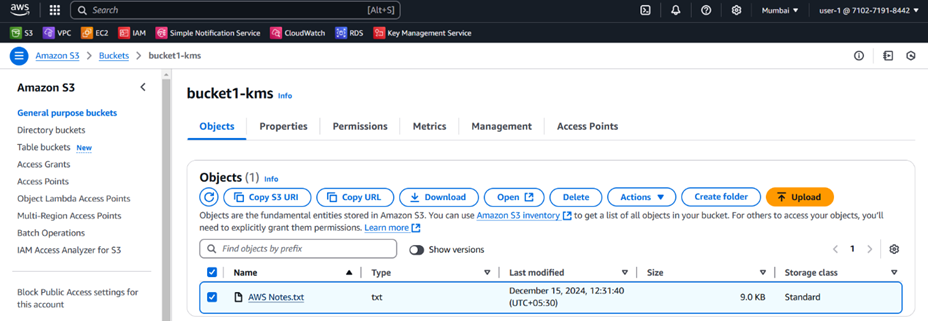 aws Search [Alt+S] Mumbai ▼ user-1 @ 7102-7191-8442 ▼
S3 VPC EC2 IAM Simple Notification Service CloudWatch RDS Key Management Service
Amazon S3 > Buckets > bucket1-kms
Amazon S3
General purpose buckets
Directory buckets
Table buckets New
Access Grants
Access Points
Object Lambda Access Points
Multi-Region Access Points
Batch Operations
IAM Access Analyzer for S3
Block Public Access settings for
this account
bucket1-kms Info
Objects Properties Permissions Metrics Management Access Points
Objects (1) Info
Copy S3 URI Copy URL Download Open Delete Actions ▼ Create folder Upload
Objects are the fundamental entities stored in Amazon S3. You can use Amazon S3 inventory to get a list of all objects in your bucket. For others to access your objects, you'll
need to explicitly grant them permissions. Learn more
Find objects by prefix Show versions < 1 >
Name Type Last modified Size Storage class
AWS Notes.txt txt December 15, 2024, 12:31:40 9.0 KB Standard
(UTC+05:30)